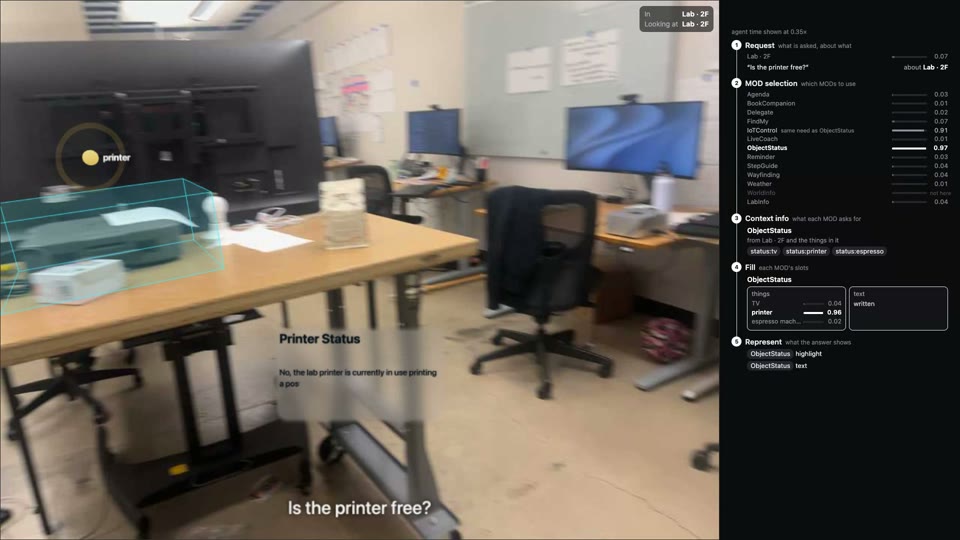 In Lab · 2F
Looking at Lab · 2F
printer
Printer Status
No, the lab printer is currently in use printing
a pos
Is the printer free?
agent time shown at 0.35x
1 Request what is asked, about what
Lab · 2F 0.07
"Is the printer free?" about Lab · 2F
2 MOD selection which MODs to use
Agenda 0.03
BookCompanion 0.01
Delegate 0.02
FindMy 0.07
IoTControl same need as ObjectStatus 0.91
LiveCoach 0.01
ObjectStatus 0.97
Reminder 0.03
StepGuide 0.04
Wayfinding 0.04
Weather 0.01
WorldInfo not here
LabInfo 0.04
3 Context info what each MOD asks for
ObjectStatus
from Lab · 2F and the things in it
status:tv status:printer status:espresso
4 Fill each MOD's slots
ObjectStatus
things
TV 0.04
printer 0.96
espresso mach... 0.02
text
written
5 Represent what the answer shows
ObjectStatus highlight
ObjectStatus text